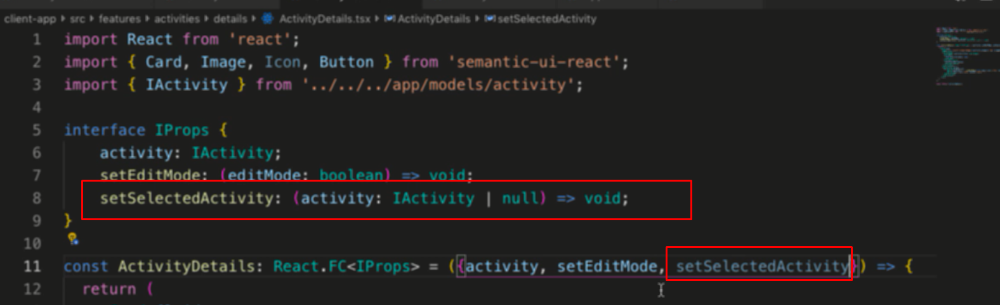 client-app src features activities details ActivityDetails.tsx ActivityDetails setSelectedActivity
1 import React from 'react';
2 import { Card, Image, Icon, Button } from 'semantic-ui-react';
3 import { IActivity } from '../../../app/models/activity';
4
5 interface IProps {
6 activity: IActivity;
7 setEditMode: (editMode: boolean) => void;
8 setSelectedActivity: (activity: IActivity | null) => void;
9 }
10
11 const ActivityDetails: React.FC<IProps> = ({activity, setEditMode, setSelectedActivity}) => {
12 return (